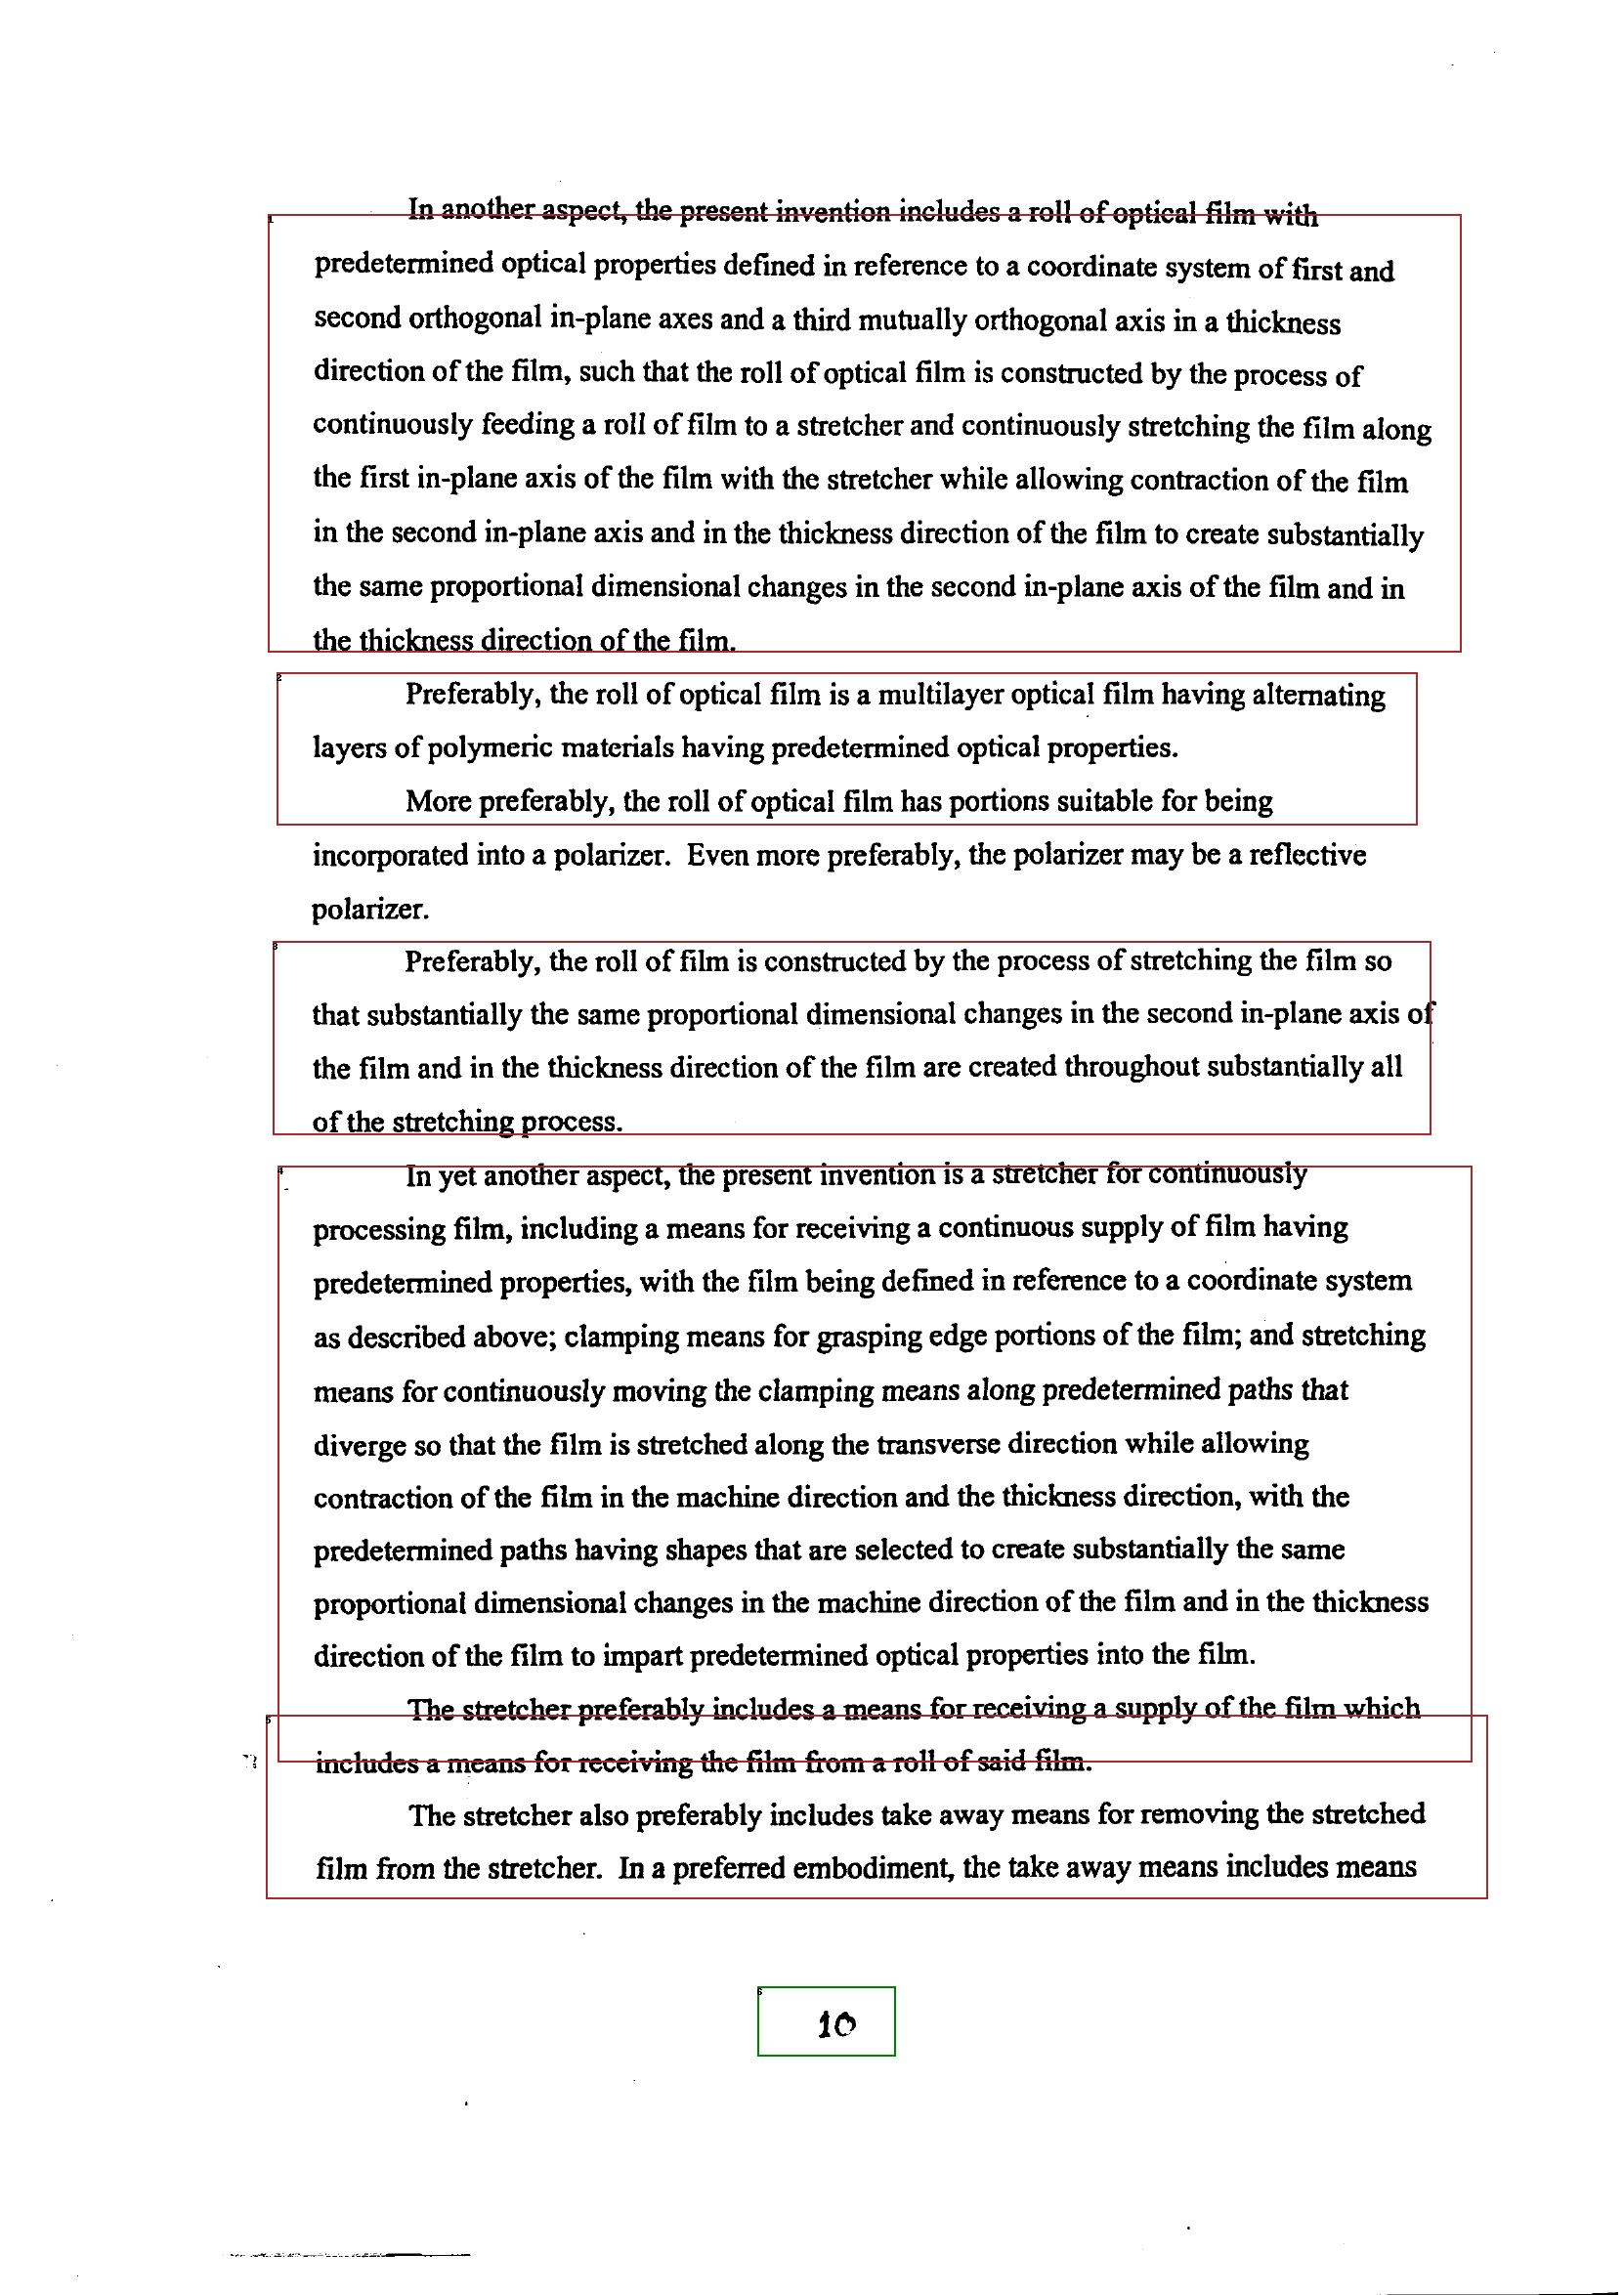 In another aspect, the present invention includes a roll of optical film with
predetermined optical properties defined in reference to a coordinate system of first and
second orthogonal in-plane axes and a third mutually orthogonal axis in a thickness
direction of the film, such that the roll of optical film is constructed by the process of
continuously feeding a roll of film to a stretcher and continuously stretching the film along
the first in-plane axis of the film with the stretcher while allowing contraction of the film
in the second in-plane axis and in the thickness direction of the film to create substantially
the same proportional dimensional changes in the second in-plane axis of the film and in
the thickness direction of the film.
Preferably, the roll of optical film is a multilayer optical film having alternating
layers of polymeric materials having predetermined optical properties.
More preferably, the roll of optical film has portions suitable for being
incorporated into a polarizer. Even more preferably, the polarizer may be a reflective
polarizer.
Preferably, the roll of film is constructed by the process of stretching the film so
that substantially the same proportional dimensional changes in the second in-plane axis of
the film and in the thickness direction of the film are created throughout substantially all
of the stretching process.
In yet another aspect, the present invention is a stretcher for continuously
processing film, including a means for receiving a continuous supply of film having
predetermined properties, with the film being defined in reference to a coordinate system
as described above; clamping means for grasping edge portions of the film; and stretching
means for continuously moving the clamping means along predetermined paths that
diverge so that the film is stretched along the transverse direction while allowing
contraction of the film in the machine direction and the thickness direction, with the
predetermined paths having shapes that are selected to create substantially the same
proportional dimensional changes in the machine direction of the film and in the thickness
direction of the film to impart predetermined optical properties into the film.
The stretcher preferably includes a means for receiving a supply of the film which
includes a means for receiving the film from a roll of said film.
The stretcher also preferably includes take away means for removing the stretched
film from the stretcher. In a preferred embodiment, the take away means includes means
10